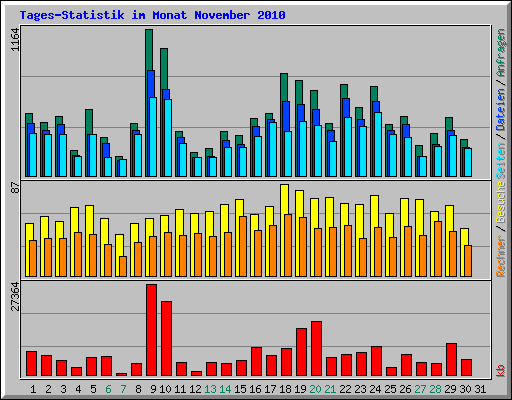 Tages-Statistik im Monat November 2010
1164
87
27364
Rechner / Besuche Seiten / Dateien / Anfragen
kb
1 2 3 4 5 6 7 8 9 10 11 12 13 14 15 16 17 18 19 20 21 22 23 24 25 26 27 28 29 30 31